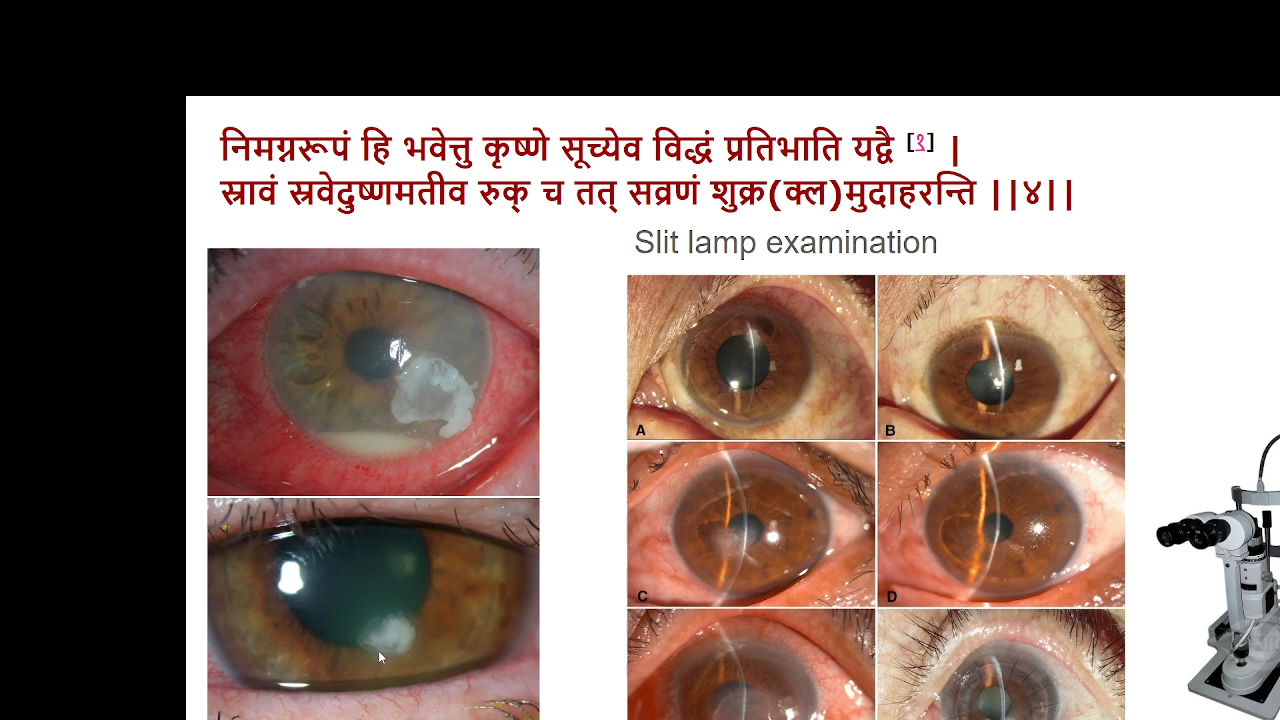 निमग्नरूपं हि भवेत्तु कृष्णे सूच्येव विद्धं प्रतिभाति यद्वै [१] |
स्रावं स्रवेदुष्णमतीव रुक् च तत् सव्रणं शुक्र(क्ल)मुदाहरन्ति ||४||
Slit lamp examination
A
B
C
D